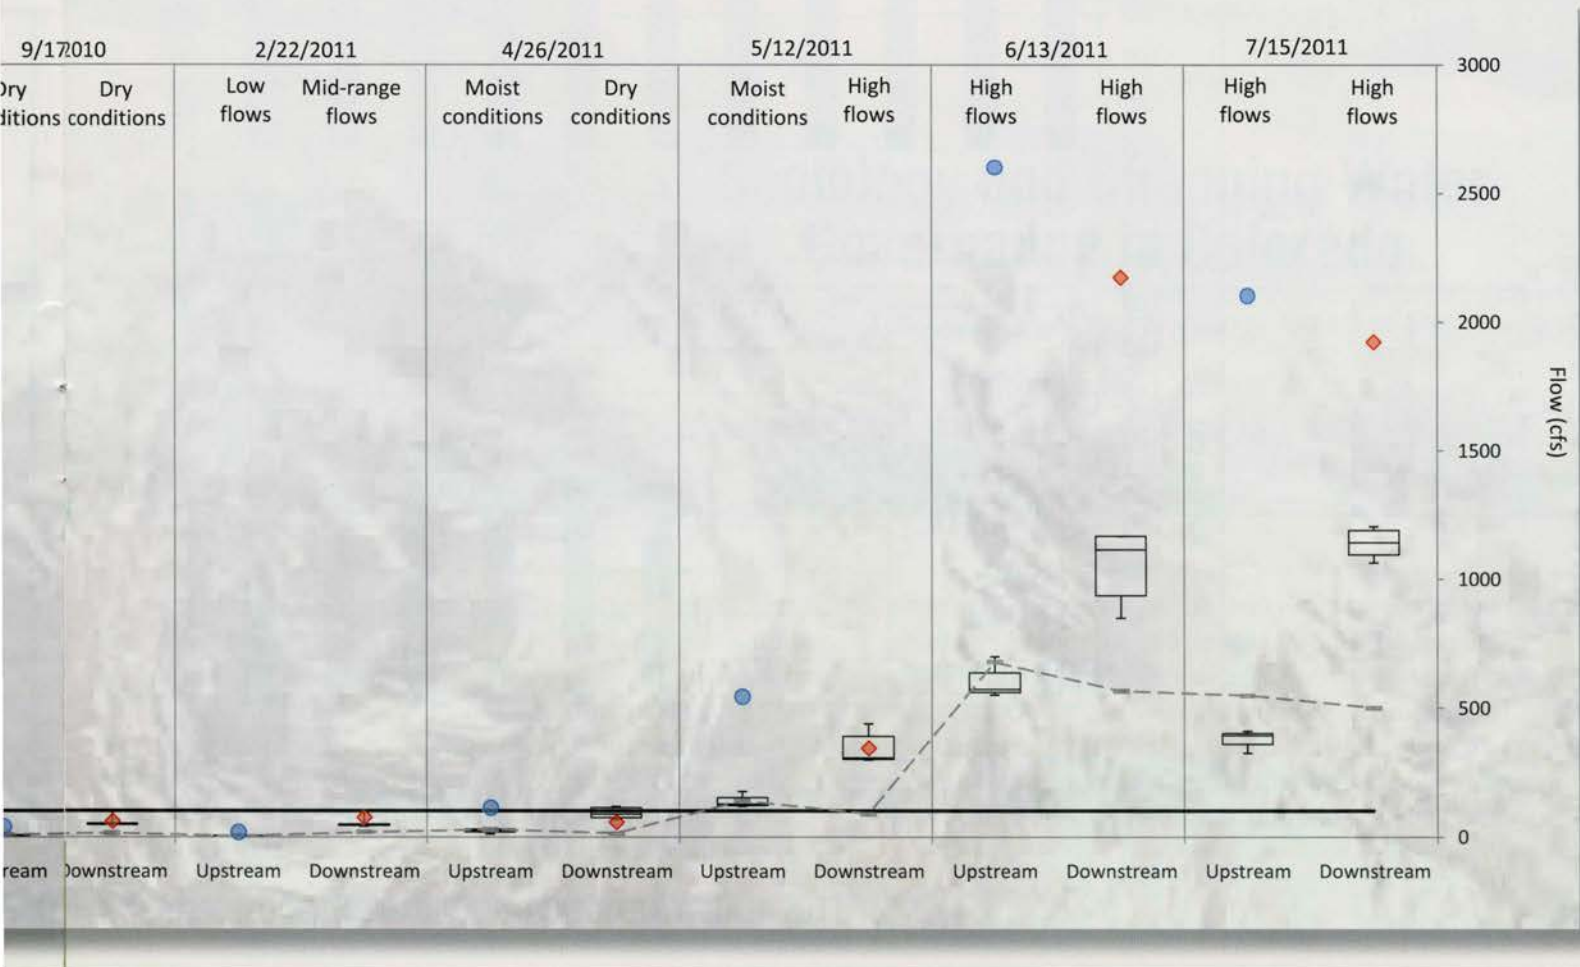 9/17/2010 2/22/2011 4/26/2011 5/12/2011 6/13/2011 7/15/2011
Dry Dry Low Mid-range Moist Dry Moist High High High High High
ditions conditions flows flows conditions conditions conditions flows flows flows flows flows
3000
2500
2000
1500
1000
500
0
Flow (cfs)
ream Downstream Upstream Downstream Upstream Downstream Upstream Downstream Upstream Downstream Upstream Downstream